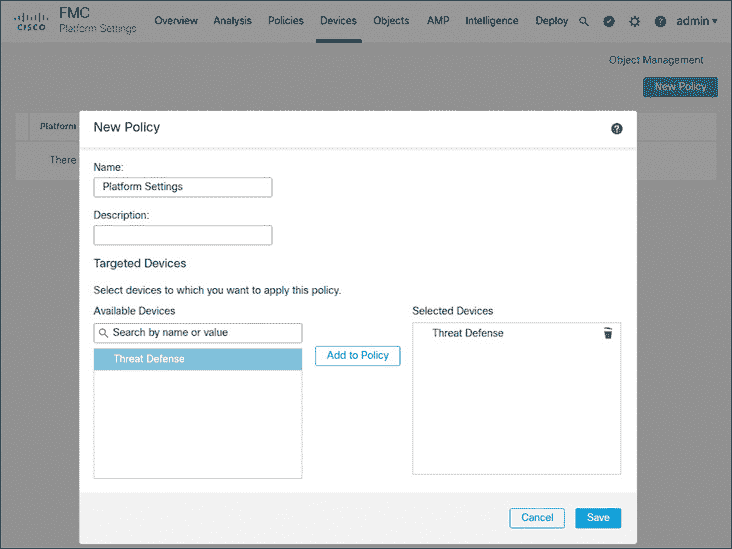 CISCO
FMC
Platform Settings
Overview Analysis Policies Devices Objects AMP Intelligence Deploy admin
Object Management
New Policy
Platform
There
New Policy
Name:
Platform Settings
Description:
Targeted Devices
Select devices to which you want to apply this policy.
Available Devices
Search by name or value
Threat Defense
Add to Policy
Selected Devices
Threat Defense
Cancel Save